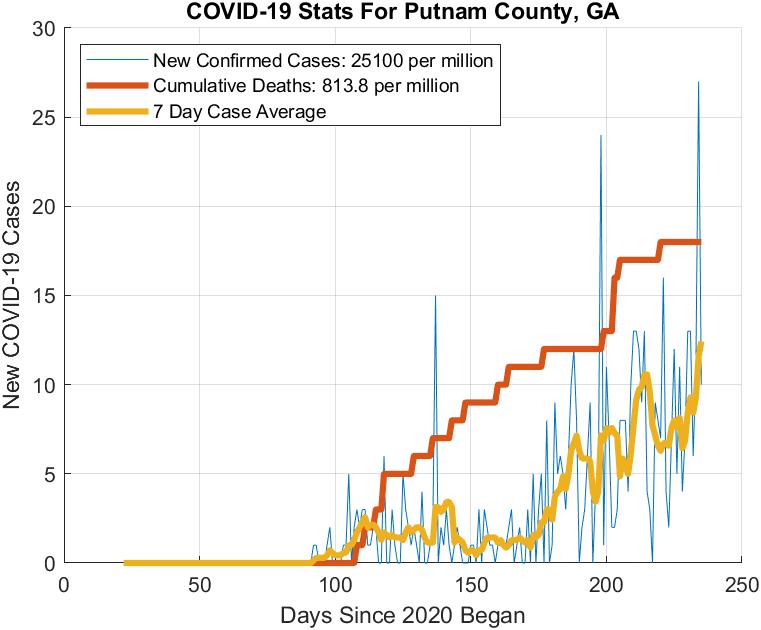 COVID-19 Stats For Putnam County, GA
New Confirmed Cases: 25100 per million
Cumulative Deaths: 813.8 per million
7 Day Case Average
New COVID-19 Cases
30
25
20
15
10
5
0
0 50 100 150 200 250
Days Since 2020 Began